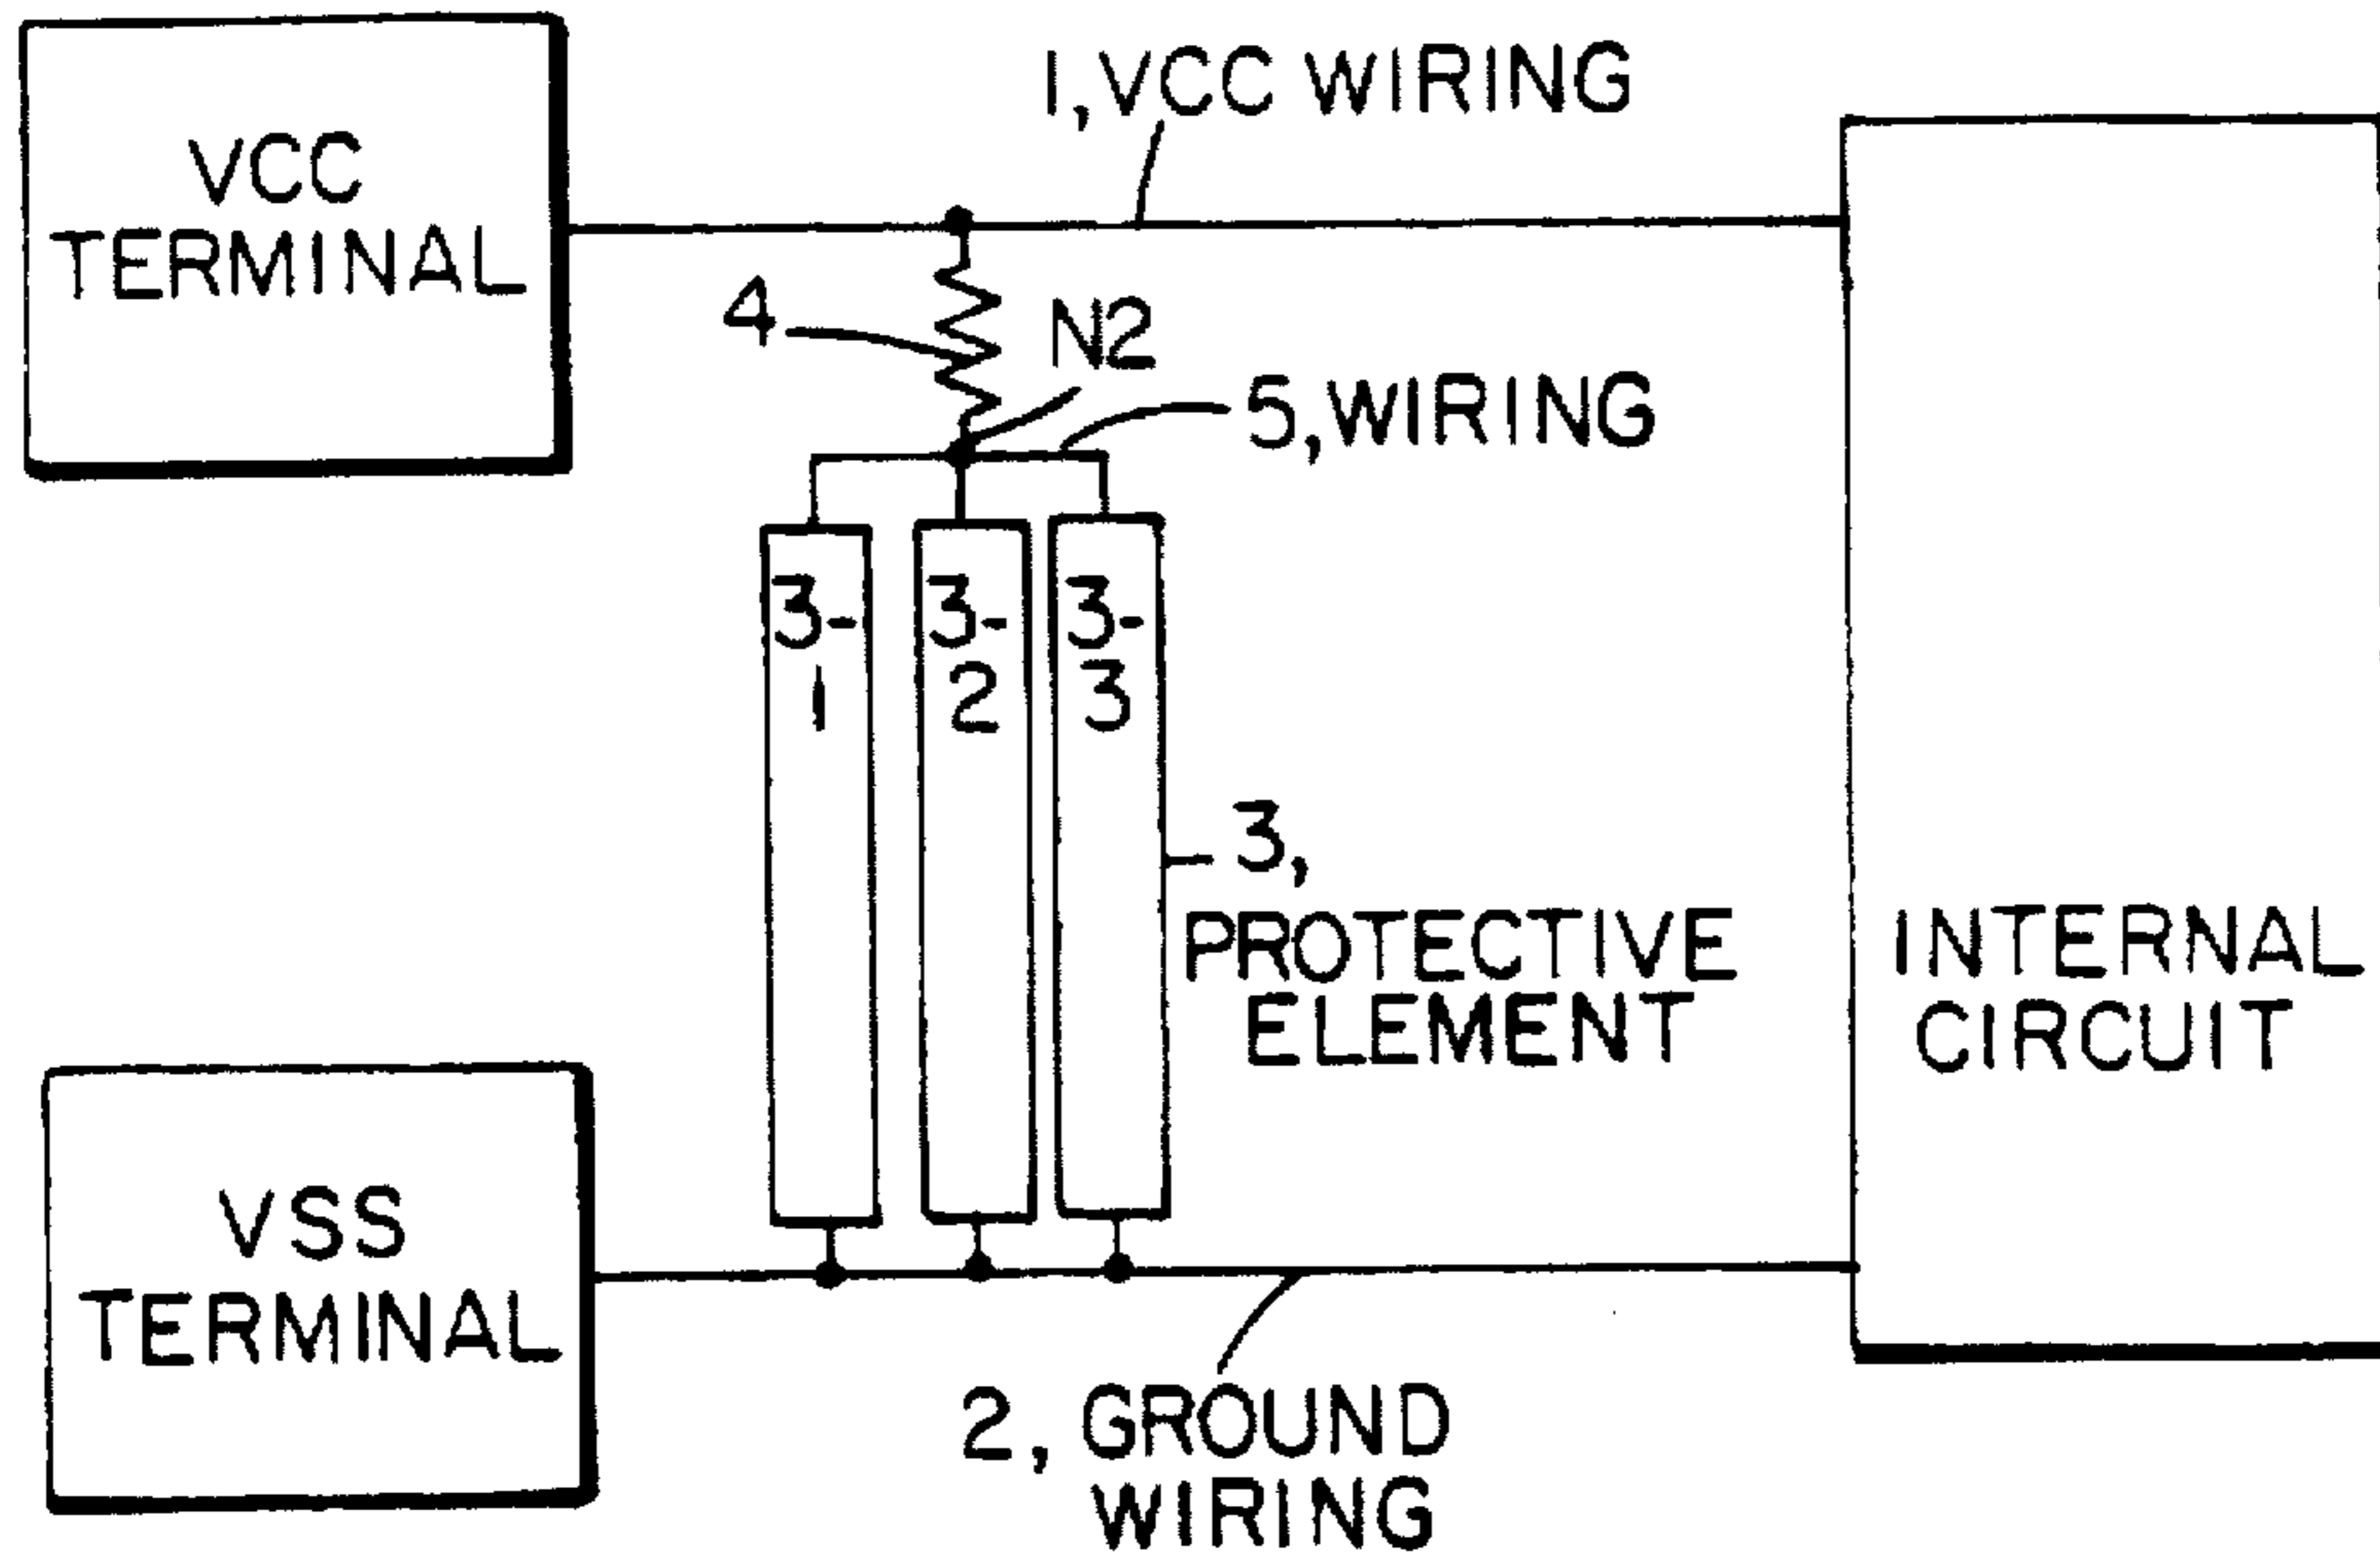 VCC
TERMINAL
1, VCC WIRING
4
N2
5, WIRING
3-
1
3-
2
3-
3
3,
PROTECTIVE
ELEMENT
INTERNAL
CIRCUIT
VSS
TERMINAL
2, GROUND
WIRING